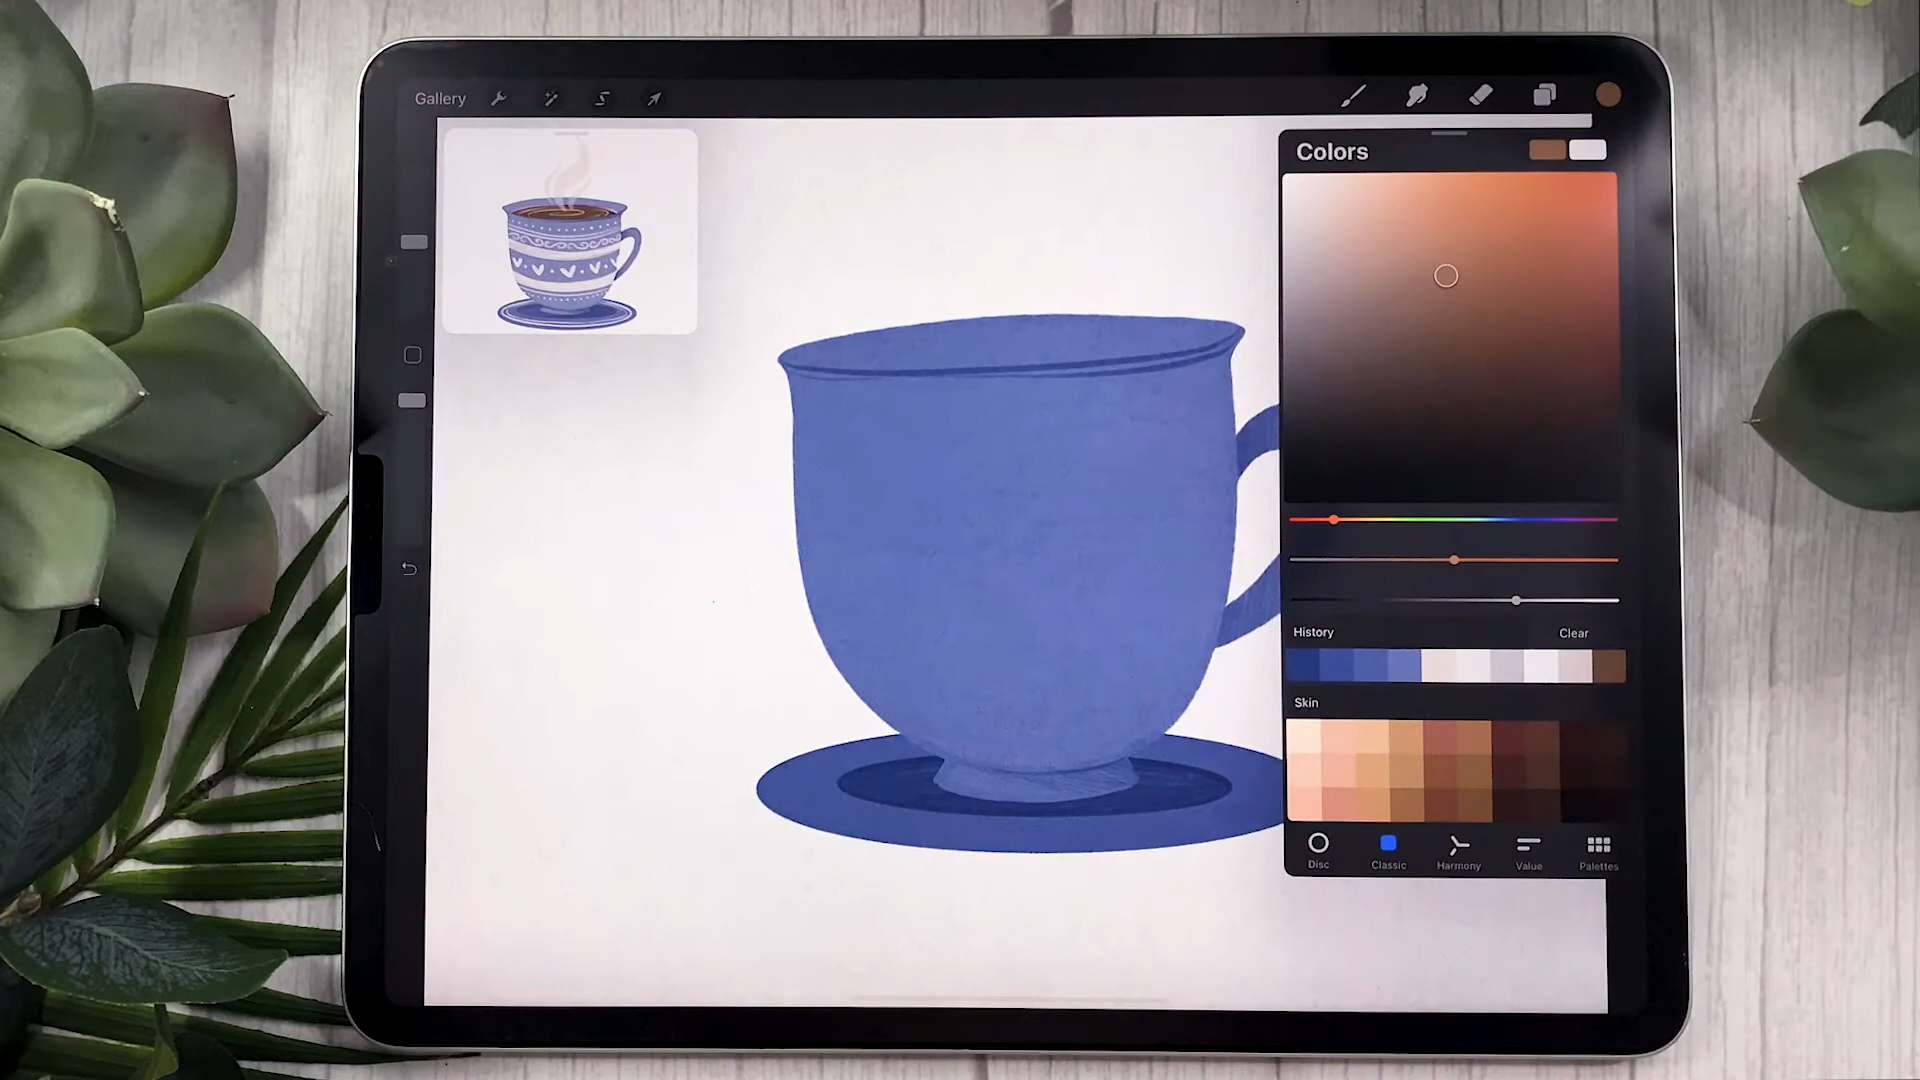 Gallery
Colors
History
Clear
Skin
Disc
Classic
Harmony
Value
Palettes